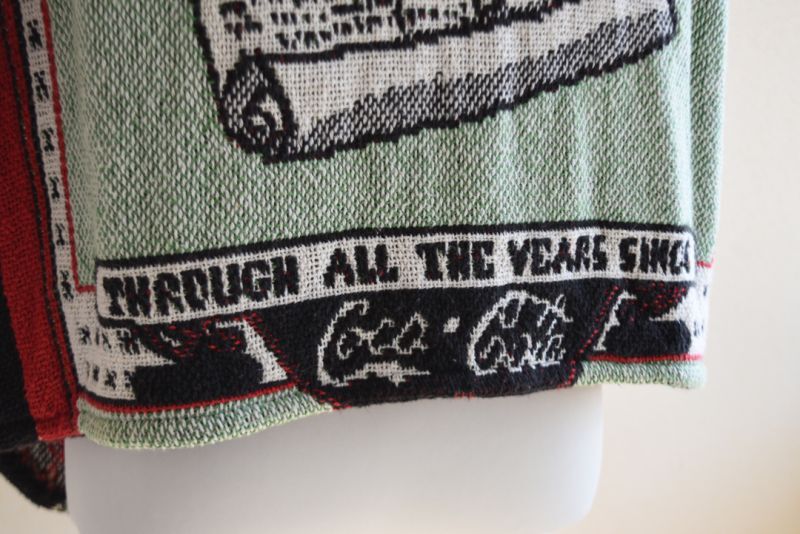 THROUGH ALL THE YEARS SINCE
Coca-Cola